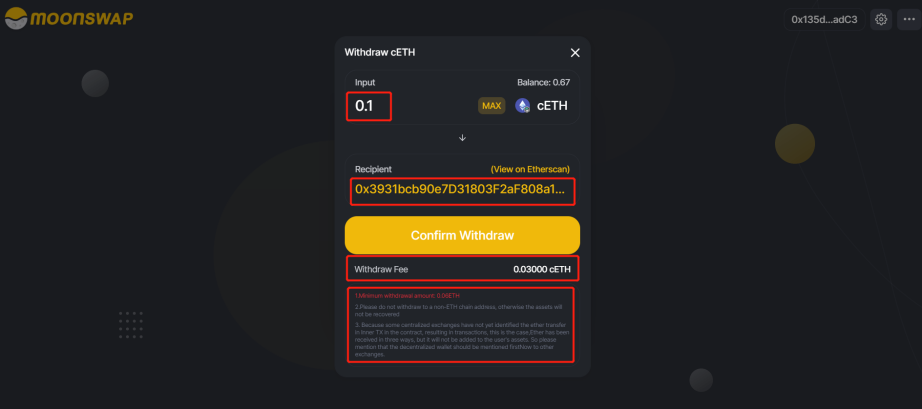 MOONSWAP
0x135d...adC3
Withdraw cETH
Input
Balance: 0.67
0.1
MAX
cETH
Recipient
(View on Etherscan)
0x3931bcb90e7D31803F2aF808a1...
Confirm Withdraw
Withdraw Fee
0.03000 cETH
1.Minimum withdrawal amount: 0.06ETH
2.Please do not withdraw to a non-ETH chain address, otherwise the assets will
not be recovered
3. Because some centralized exchanges have not yet identified the ether transfer
in Inner TX in the contract, resulting in transactions, this is the case,Ether has been
received in three ways, but it will not be added to the user's assets. So please
mention that the decentralized wallet should be mentioned firstNow to other
exchanges.